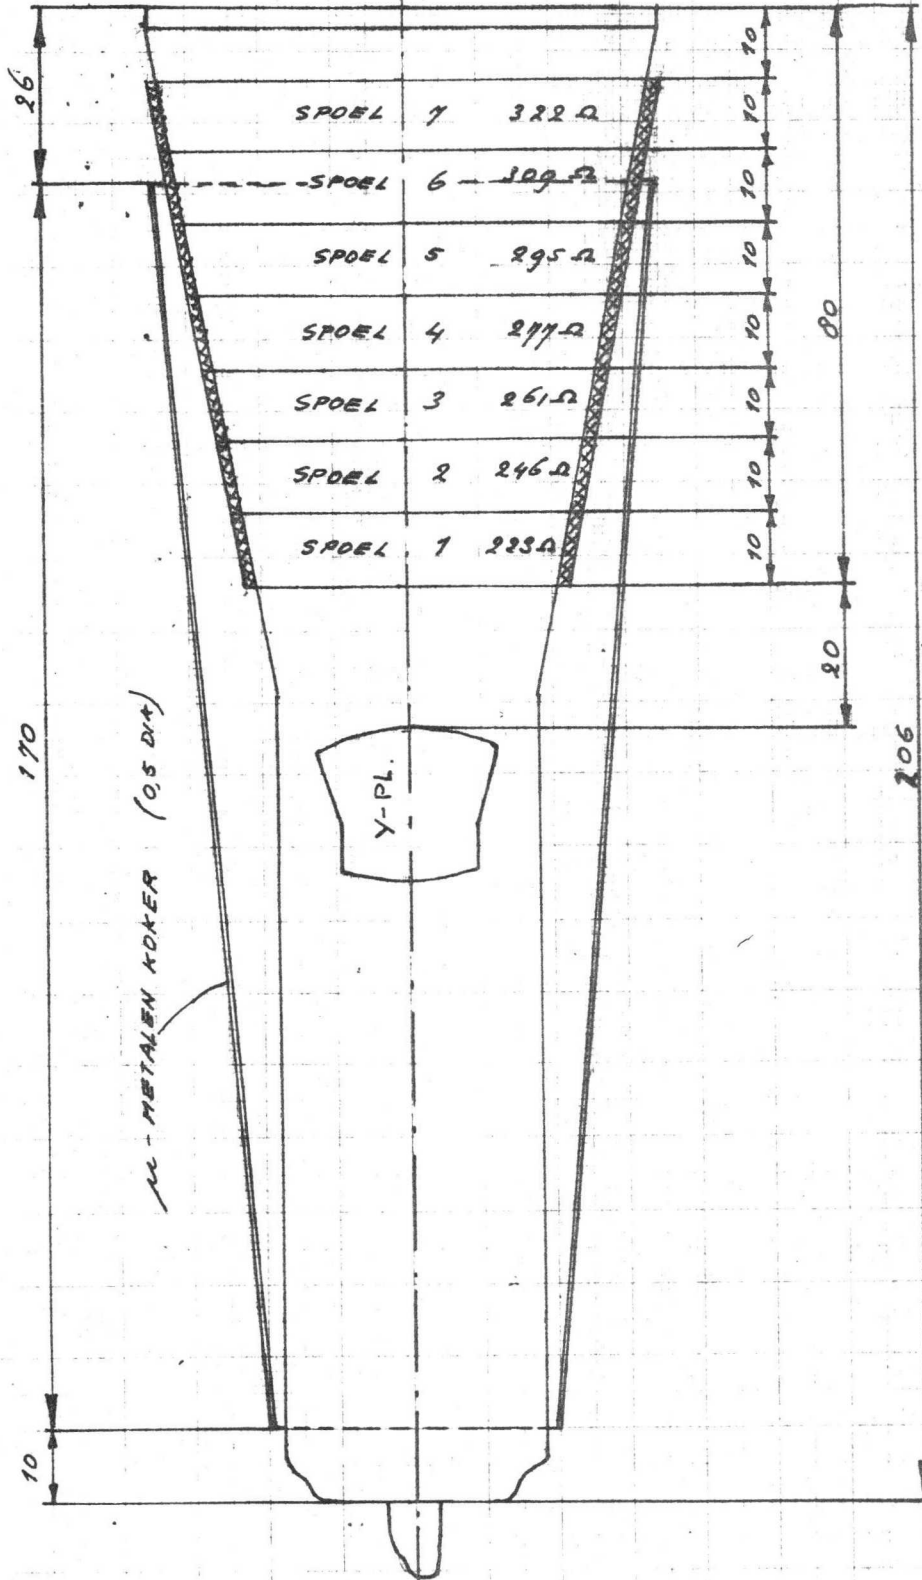 26
10
SPOEL 7 322 Ω
10
SPOEL 6 309 Ω
10
SPOEL 5 295 Ω
10
SPOEL 4 277 Ω
10
80
SPOEL 3 261 Ω
10
SPOEL 2 246 Ω
10
SPOEL 1 223 Ω
10
20
170
µ - METALEN KOKER (0,5 DIK)
Y-PL.
206
10